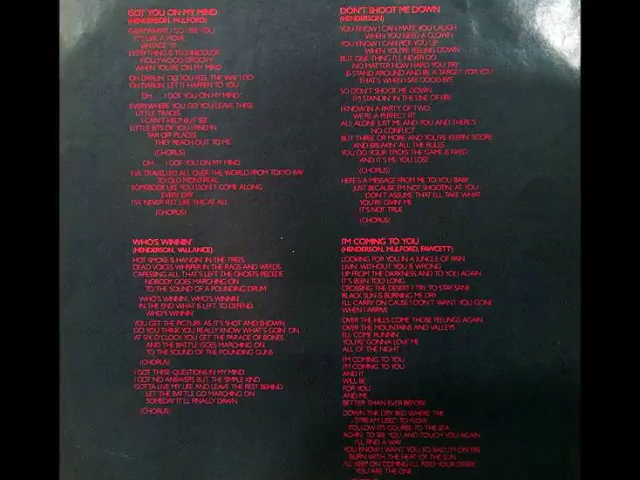 GOT YOU ON MY MIND
(HENDERSON, MULFORD)
EVERYWHERE I GO I SEE YOU
IT'S LIKE A MOVIE
VINTAGE
EVERYTHING IS TECHNICOLOR
HOLLYWOOD GROOVY
WHEN YOU'RE ON MY MIND
OH DARLIN' DO YOU FEEL THE WAY I DO
OH DARLIN' LET IT HAPPEN TO YOU
OH . . . I GOT YOU ON MY MIND
EVERYWHERE YOU GO YOU LEAVE THESE
LITTLE TRACES
I CAN'T HELP BUT SEE
LITTLE BITS OF YOU I FIND IN
FAR OFF PLACES
THEY REACH OUT TO ME
(CHORUS)
OH . . . I GOT YOU ON MY MIND
I'VE TRAVELLED ALL OVER THE WORLD FROM TOKYO BAY
TO OLD MONTREAL
SOMEBODY LIKE YOU DON'T COME ALONG
EVERY DAY
I'VE NEVER FELT LIKE THIS AT ALL
(CHORUS)
WHO'S WINNIN'
(HENDERSON, VALLANCE)
HOT SMOKE IS HANGIN' IN THE TREES
DEAD VOICES WHISPER IN THE RAGS AND WEEDS
CARESSING ALL THAT'S LEFT THE GHOSTS RECEDE
NOBODY GOES MARCHING ON
TO THE SOUND OF A POUNDING DRUM
WHO'S WINNIN', WHO'S WINNIN'
IN THE END WHAT IS LEFT TO DEFEND
WHO'S WINNIN'
YOU GET THE PICTURE AS IT'S SHOT AND SHOWN
DO YOU THINK YOU REALLY KNOW WHAT'S GOIN' ON
AT SIX O'CLOCK YOU GET THE PARADE OF BONES
AND THE BATTLE GOES MARCHING ON
TO THE SOUND OF THE POUNDING GUNS
(CHORUS)
I GOT THESE QUESTIONS IN MY MIND
I GOT NO ANSWERS BUT THE SIMPLE KIND
GOTTA LIVE MY LIFE AND LEAVE THE REST BEHIND
LET THE BATTLE GO MARCHING ON
SOMEDAY IT'LL FINALLY DAWN
(CHORUS)
DON'T SHOOT ME DOWN
(HENDERSON)
YOU KNOW I CAN MAKE YOU LAUGH
WHEN YOU NEED A CLOWN
YOU KNOW I CAN PICK YOU UP
WHEN YOU'RE FEELING DOWN
BUT ONE THING I'LL NEVER DO
NO MATTER HOW HARD YOU TRY
IS STAND AROUND AND BE A TARGET FOR YOU
THAT'S WHEN I SAY GOOD-BYE
SO DON'T SHOOT ME DOWN
I'M STANDIN' IN THE LINE OF FIRE
I KNOW IN A PARTY OF TWO
WE'RE A PERFECT FIT
ALL ALONE JUST ME AND YOU AND THERE'S
NO CONFLICT
BUT THREE OR MORE AND YOU'RE KEEPIN' SCORE
AND BREAKIN' ALL THE RULES
YOU DO YOUR TRICKS THE GAME IS FIXED
AND IT'S ME YOU LOSE
(CHORUS)
HERE'S A MESSAGE FROM ME TO YOU BABY
JUST BECAUSE I'M NOT SHOOTIN' AT YOU
DON'T ASSUME THAT I'LL TAKE WHAT
YOU'RE GIVIN' ME
IT'S NOT TRUE
(CHORUS)
I'M COMING TO YOU
(HENDERSON, MULFORD, FAWCETT)
LOOKING FOR YOU IN A JUNGLE OF PAIN
LIVIN' WITHOUT YOU IS WRONG
UP FROM THE DARKNESS AND TO YOU AGAIN
IT'S BEEN TOO LONG
CROSSING THE DESERT I TRY TO STAY SANE
BLACK SUN IS BURNING ME DRY
I'LL CARRY ON CAUSE I DON'T WANT YOU GONE
WHEN I ARRIVE
OVER THE HILLS COME THOSE FEELINGS AGAIN
OVER THE MOUNTAINS AND VALLEYS
I'LL COME RUNNIN'
YOU'RE GONNA LOVE ME
ALL OF THE NIGHT
I'M COMING TO YOU
I'M COMING TO YOU
AND IT
WILL BE
FOR YOU
AND ME
BETTER THAN EVER BEFORE
DOWN THE DRY BED WHERE THE
STREAM USED TO FLOW
FOLLOW ITS COURSE TO THE SEA
ACHIN' TO SEE YOU AND TOUCH YOU AGAIN
I'LL FIND A WAY
YOU KNOW I WANT YOU SO BAD I'M ON FIRE
BURN WITH THE HEAT OF THE SUN
I'LL KEEP ON COMING I'LL FEED YOUR DESIRE
YOU ARE THE ONE